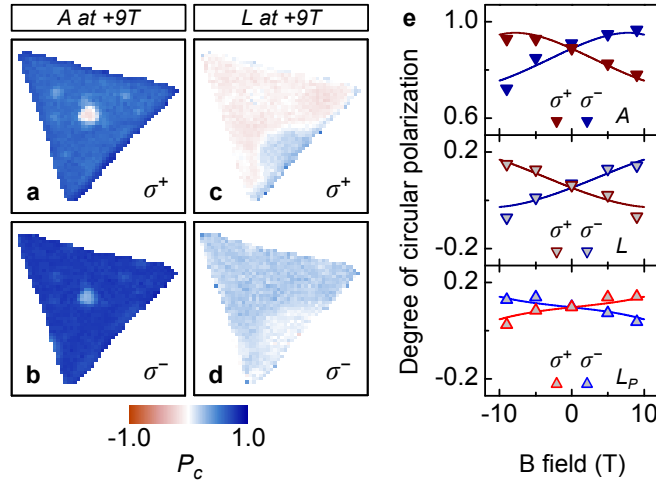 A at +9T
L at +9T
a
σ+
c
σ+
b
σ−
d
σ−
-1.0
1.0
Pc
e
Degree of circular polarization
1.0
0.6
σ+ σ−
A
0.2
-0.2
σ+ σ−
L
0.2
-0.2
σ+ σ−
LP
-10
0
10
B field (T)